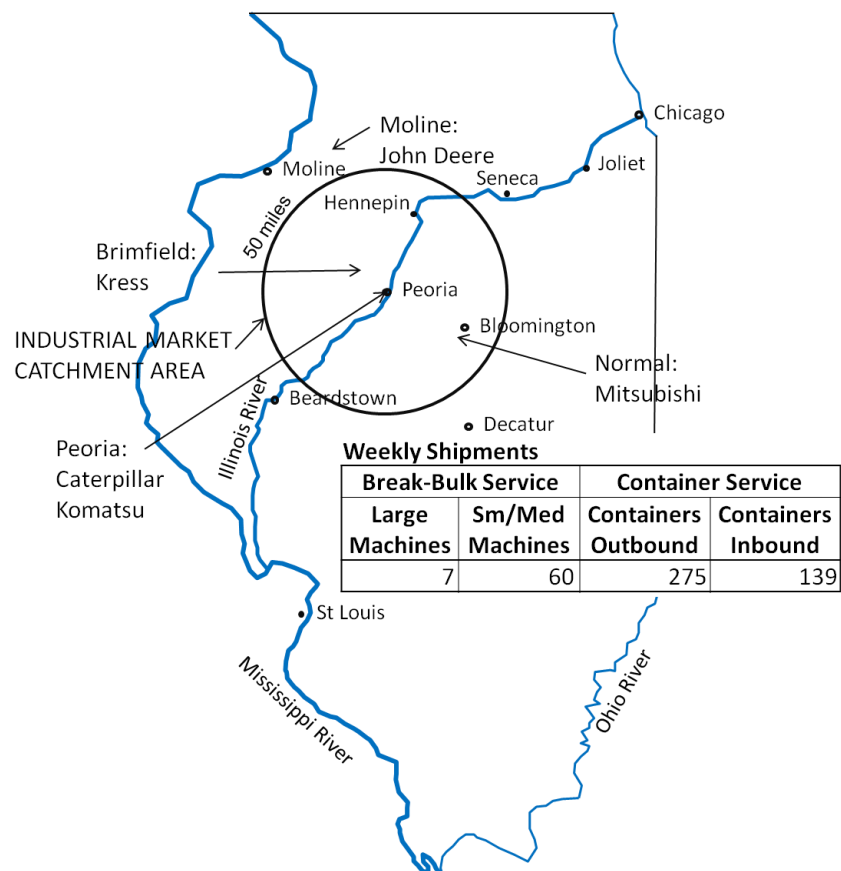 Chicago
Moline:
John Deere
Moline
Joliet
Seneca
Hennepin
50 miles
Brimfield:
Kress
Peoria
INDUSTRIAL MARKET
CATCHMENT AREA
Bloomington
Normal:
Mitsubishi
Beardstown
Illinois River
Decatur
Peoria:
Caterpillar
Komatsu
Weekly Shipments
Break-Bulk Service Container Service
Large Sm/Med Containers Containers
Machines Machines Outbound Inbound
7 60 275 139
St Louis
Mississippi River
Ohio River